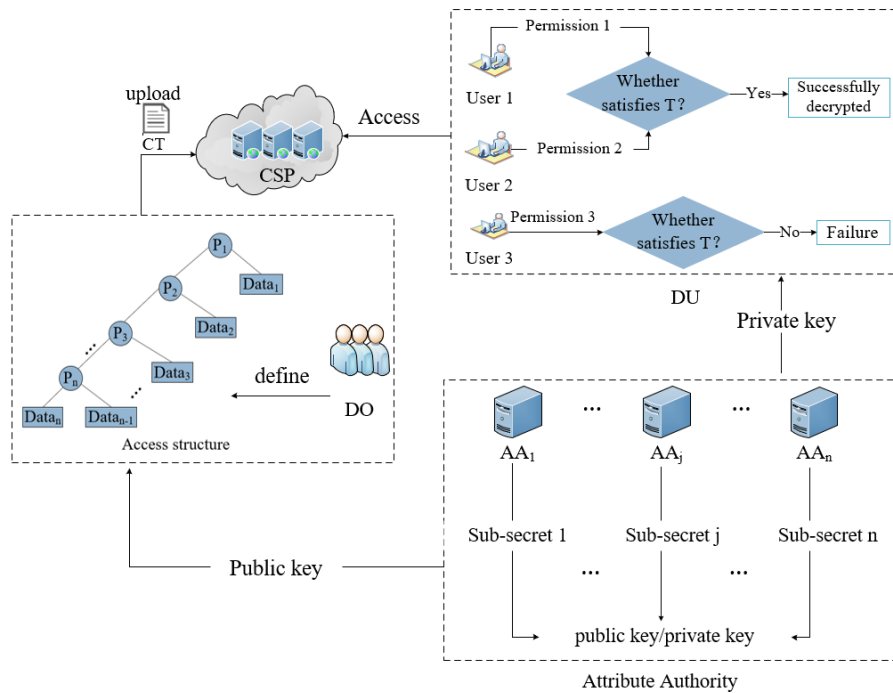 upload
CT
CSP
Access
Permission 1
User 1
Whether
satisfies T?
Yes
Successfully
decrypted
Permission 2
User 2
Permission 3
User 3
Whether
satisfies T?
No
Failure
DU
Private key
P1
Data1
P2
Data2
P3
Data3
...
Pn
...
Datan
Datan-1
define
DO
Access structure
Public key
...
...
AA1
AAj
AAn
Sub-secret 1
Sub-secret j
Sub-secret n
...
...
public key/private key
Attribute Authority